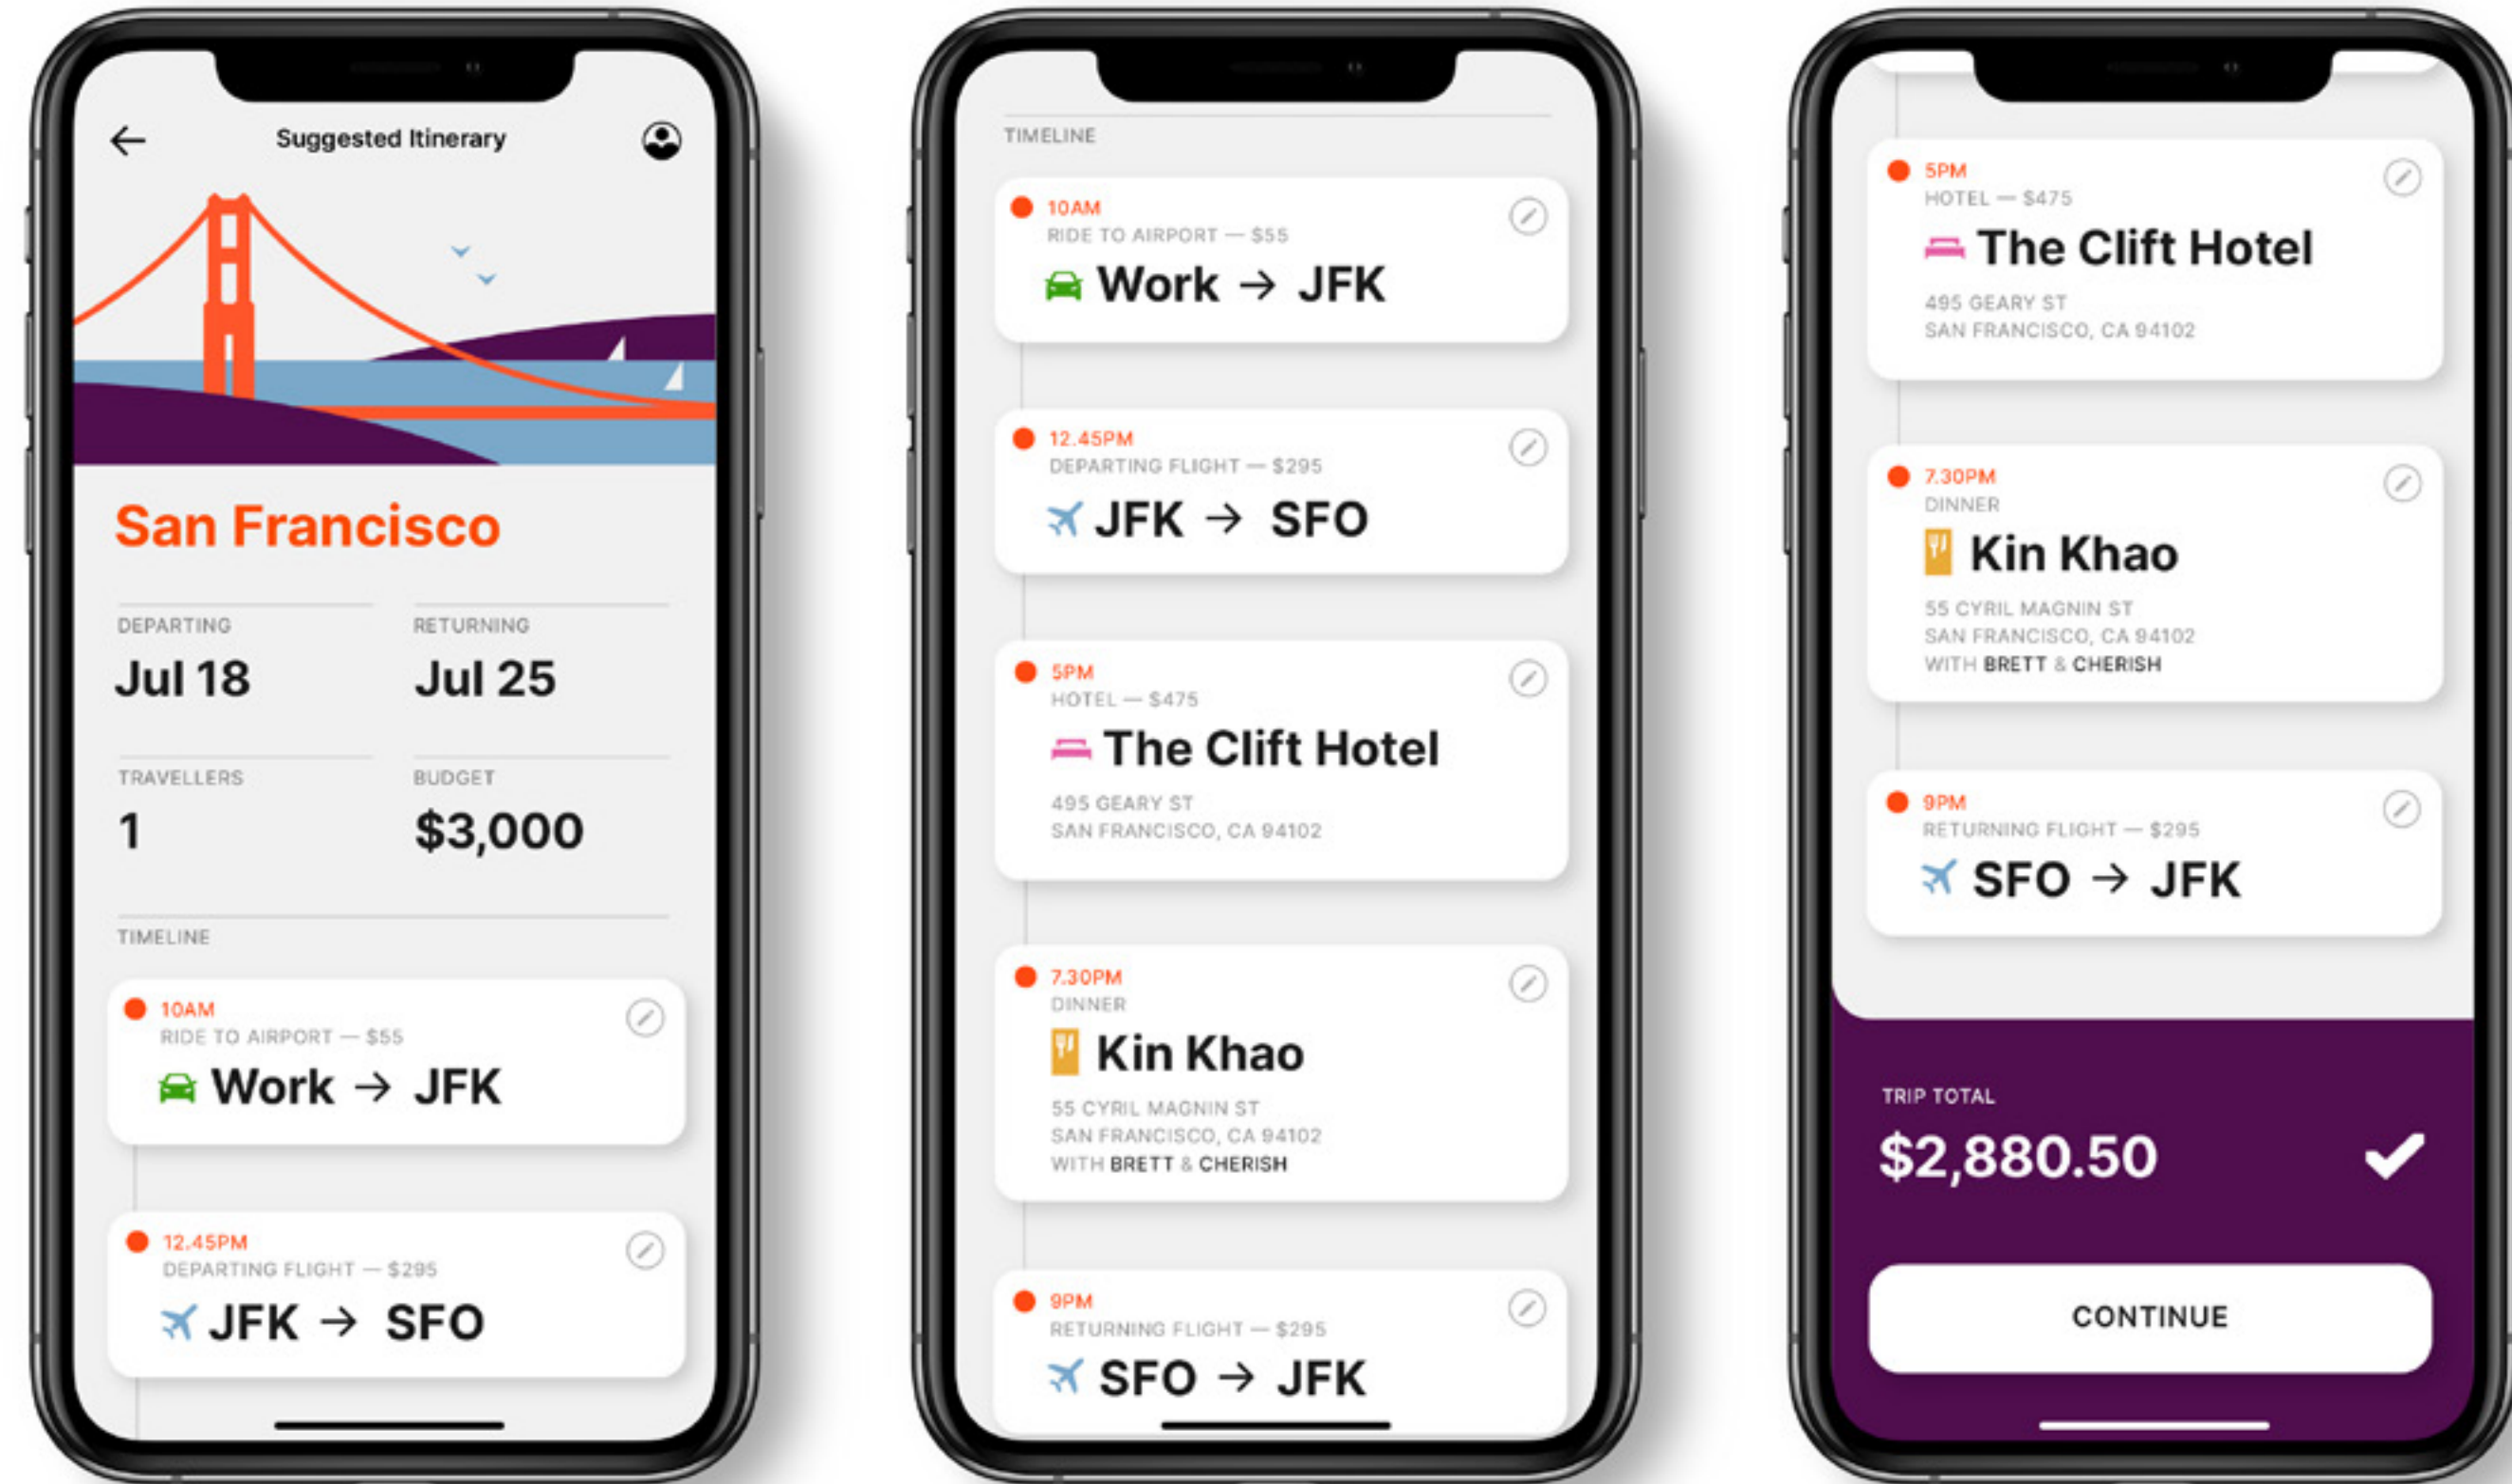 Suggested Itinerary
San Francisco
DEPARTING
Jul 18
RETURNING
Jul 25
TRAVELLERS
1
BUDGET
$3,000
TIMELINE
10AM
RIDE TO AIRPORT — $55
Work → JFK
12.45PM
DEPARTING FLIGHT — $295
JFK → SFO
TIMELINE
10AM
RIDE TO AIRPORT — $55
Work → JFK
12.45PM
DEPARTING FLIGHT — $295
JFK → SFO
5PM
HOTEL — $475
The Clift Hotel
495 GEARY ST
SAN FRANCISCO, CA 94102
7.30PM
DINNER
Kin Khao
55 CYRIL MAGNIN ST
SAN FRANCISCO, CA 94102
WITH BRETT & CHERISH
9PM
RETURNING FLIGHT — $295
SFO → JFK
5PM
HOTEL — $475
The Clift Hotel
495 GEARY ST
SAN FRANCISCO, CA 94102
7.30PM
DINNER
Kin Khao
55 CYRIL MAGNIN ST
SAN FRANCISCO, CA 94102
WITH BRETT & CHERISH
9PM
RETURNING FLIGHT — $295
SFO → JFK
TRIP TOTAL
$2,880.50
CONTINUE